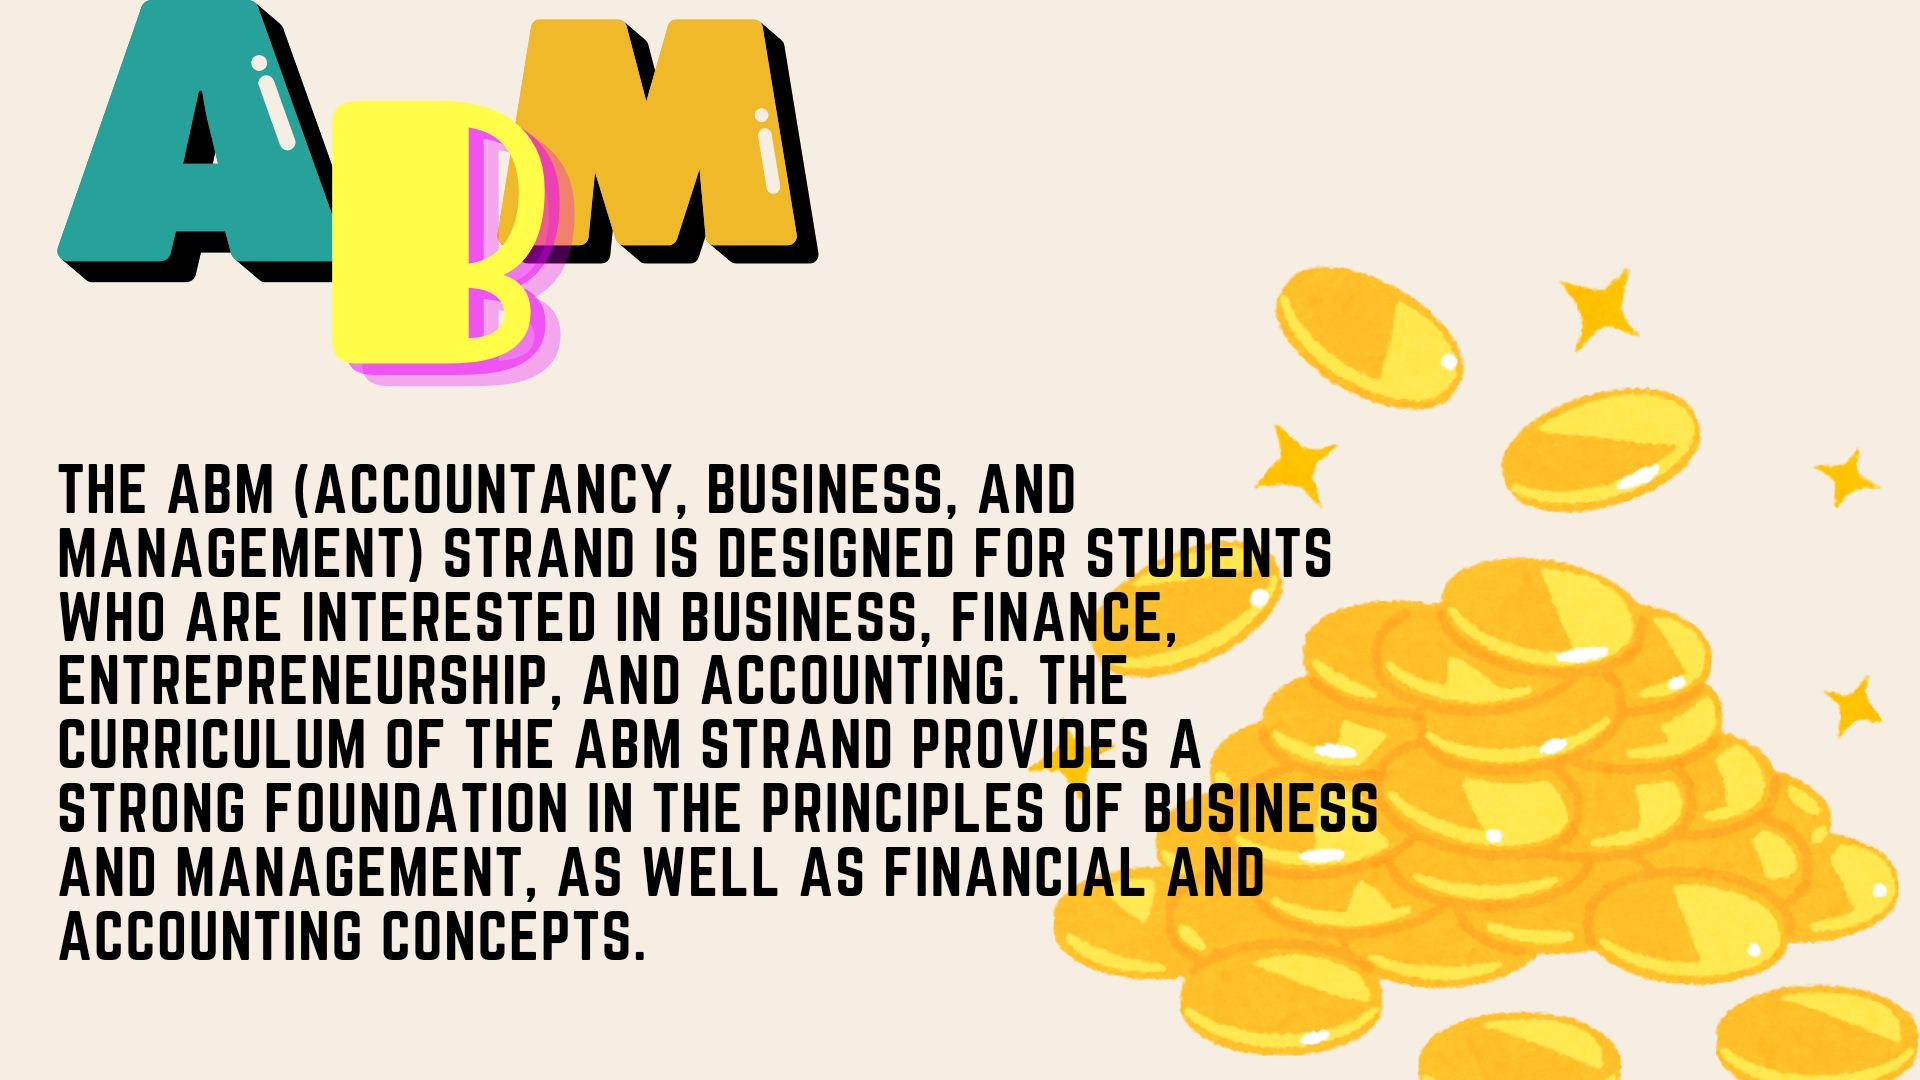 ABM
THE ABM (ACCOUNTANCY, BUSINESS, AND
MANAGEMENT) STRAND IS DESIGNED FOR STUDENTS
WHO ARE INTERESTED IN BUSINESS, FINANCE,
ENTREPRENEURSHIP, AND ACCOUNTING. THE
CURRICULUM OF THE ABM STRAND PROVIDES A
STRONG FOUNDATION IN THE PRINCIPLES OF BUSINESS
AND MANAGEMENT, AS WELL AS FINANCIAL AND
ACCOUNTING CONCEPTS.